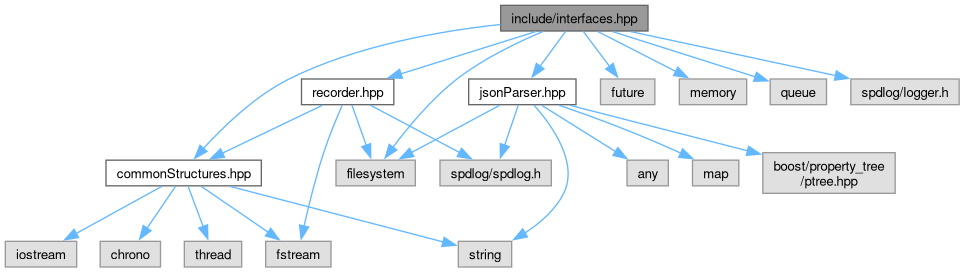 include/interfaces.hpp
recorder.hpp
jsonParser.hpp
future
memory
queue
spdlog/logger.h
commonStructures.hpp
filesystem
spdlog/spdlog.h
any
map
boost/property_tree
/ptree.hpp
iostream
chrono
thread
fstream
string